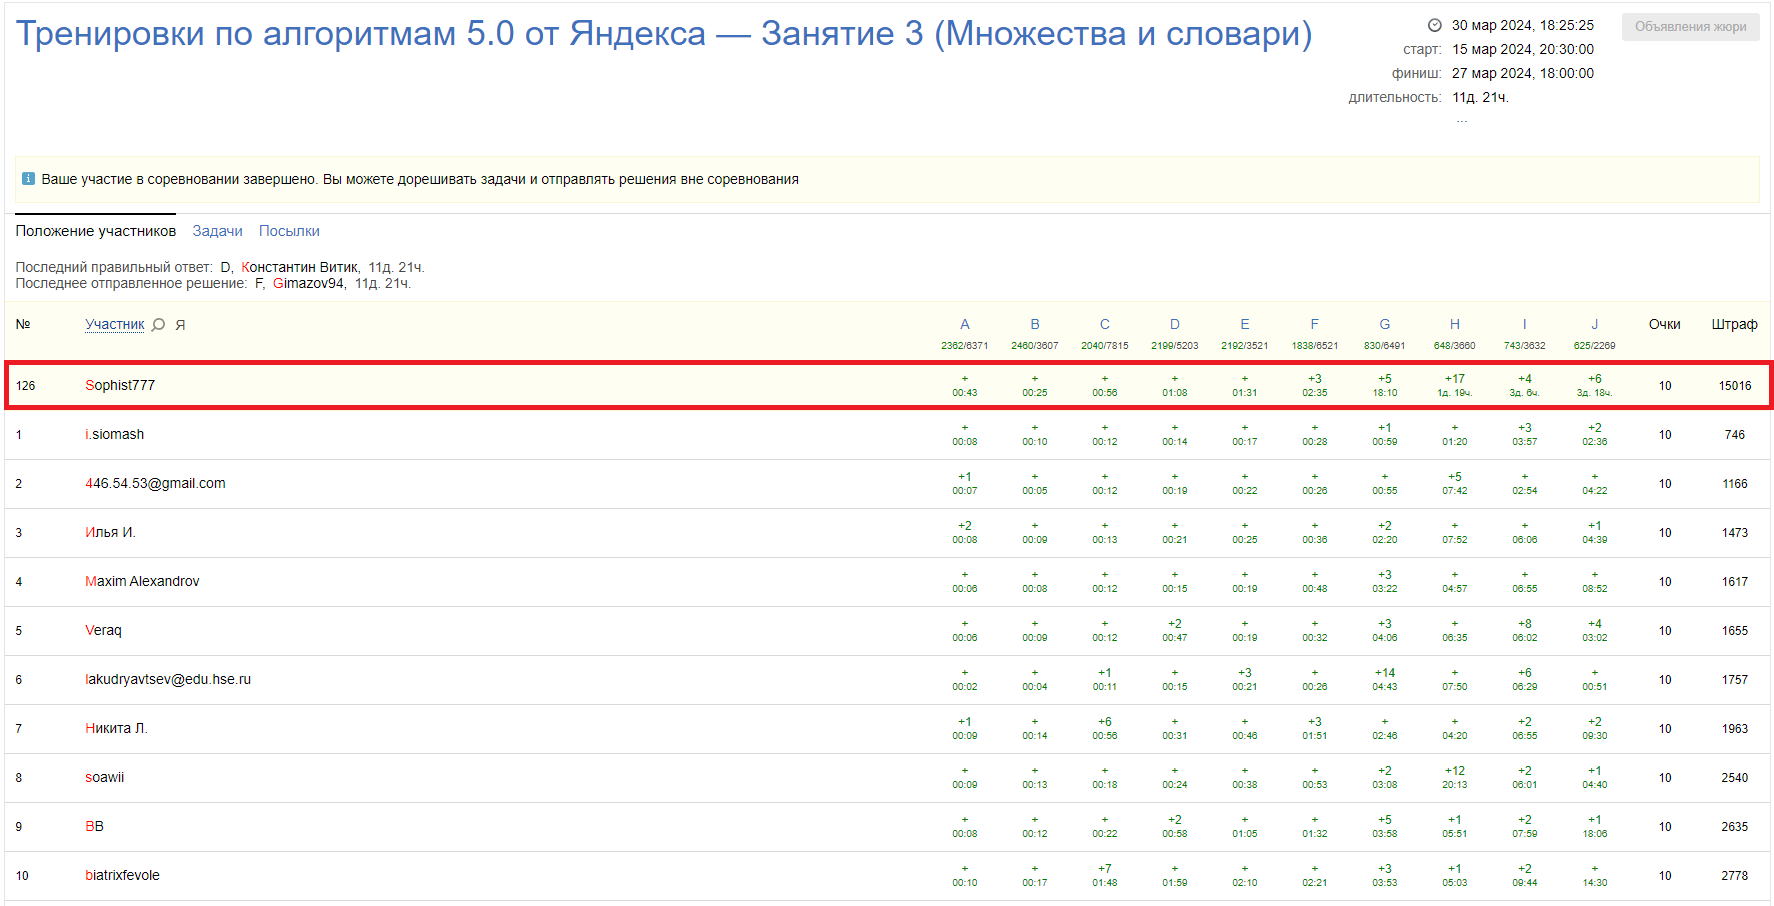 Тренировки по алгоритмам 5.0 от Яндекса — Занятие 3 (Множества и словари)
30 мар 2024, 18:25:25
старт: 15 мар 2024, 20:30:00
финиш: 27 мар 2024, 18:00:00
длительность: 11д. 21ч.
...
Объявления жюри
Ваше участие в соревновании завершено. Вы можете дорешивать задачи и отправлять решения вне соревнования
Положение участников Задачи Посылки
Последний правильный ответ: D, Константин Витик, 11д. 21ч.
Последнее отправленное решение: F, Gimazov94, 11д. 21ч.
№ Участник Я A B C D E F G H I J Очки Штраф
2362/6371 2460/3607 2040/7815 2199/5203 2192/3521 1838/6521 830/6491 648/3660 743/3632 625/2269
126 Sophist777 + + + + + +3 +5 +17 +4 +6 10 15016
00:43 00:25 00:56 01:08 01:31 02:35 18:10 1д. 19ч. 3д. 6ч. 3д. 18ч.
1 i.siomash + + + + + + +1 + +3 +2 10 746
00:08 00:10 00:12 00:14 00:17 00:28 00:59 01:20 03:57 02:36
2 446.54.53@gmail.com +1 + + + + + + +5 + + 10 1166
00:07 00:05 00:12 00:19 00:22 00:26 00:55 07:42 02:54 04:22
3 Илья И. +2 + + + + + +2 + + +1 10 1473
00:08 00:09 00:13 00:21 00:25 00:36 02:20 07:52 06:06 04:39
4 Maxim Alexandrov + + + + + + +3 + + + 10 1617
00:06 00:08 00:12 00:15 00:19 00:48 03:22 04:57 06:55 08:52
5 Veraq + + + +2 + + +3 + +8 +4 10 1655
00:06 00:09 00:12 00:47 00:19 00:32 04:06 06:35 06:02 03:02
6 lakudryavtsev@edu.hse.ru + + +1 + +3 + +14 + +6 + 10 1757
00:02 00:04 00:11 00:15 00:21 00:26 04:43 07:50 06:29 00:51
7 Никита Л. +1 + +6 + + +3 + + +2 +2 10 1963
00:09 00:14 00:56 00:31 00:46 01:51 02:46 04:20 06:55 09:30
8 soawii + + + + + + +2 +12 +2 +1 10 2540
00:09 00:13 00:18 00:24 00:38 00:53 03:08 20:13 06:01 04:40
9 BB + + + +2 + + +5 +1 +2 +1 10 2635
00:08 00:12 00:22 00:58 01:05 01:32 03:58 05:51 07:59 18:06
10 biatrixfevole + + +7 + + + +3 +1 +2 + 10 2778
00:10 00:17 01:48 01:59 02:10 02:21 03:53 05:03 09:44 14:30